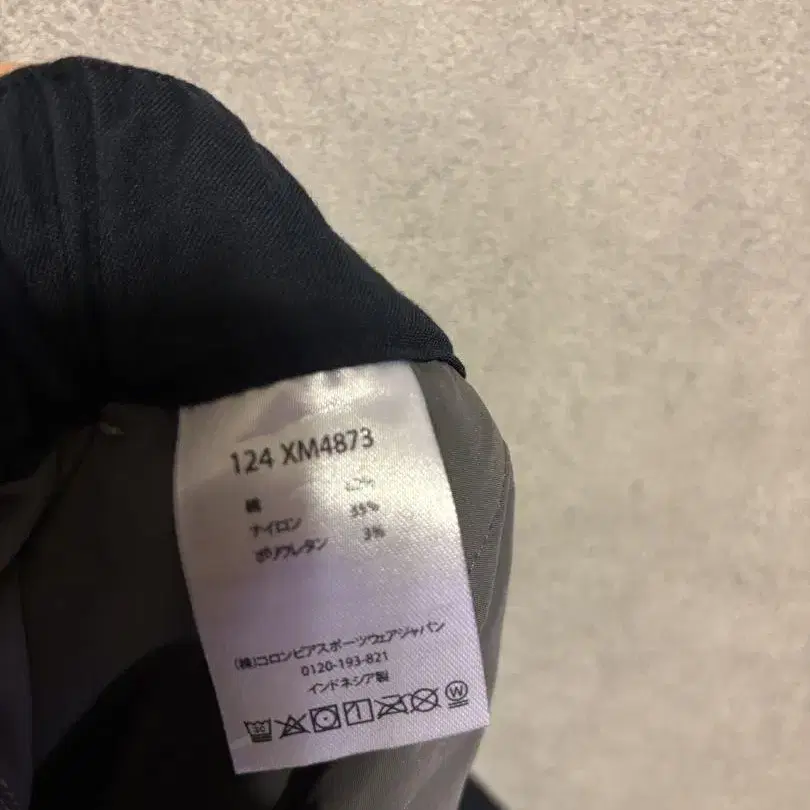 124 XM4873
綿 62%
ナイロン 35%
ポリウレタン 3%
(株)コロンビアスポーツウェアジャパン
0120-193-821
インドネシア製
30
W